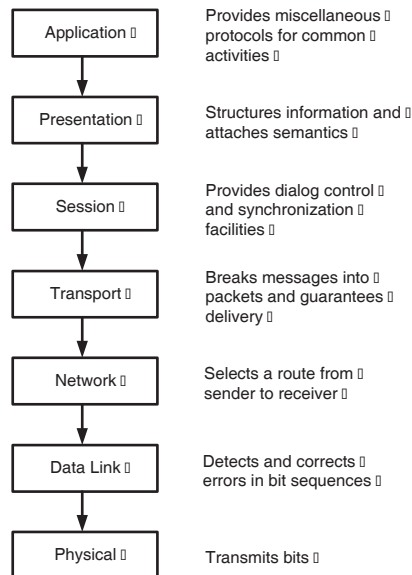 Application
Provides miscellaneous
protocols for common
activities
Presentation
Structures information and
attaches semantics
Session
Provides dialog control
and synchronization
facilities
Transport
Breaks messages into
packets and guarantees
delivery
Network
Selects a route from
sender to receiver
Data Link
Detects and corrects
errors in bit sequences
Physical
Transmits bits